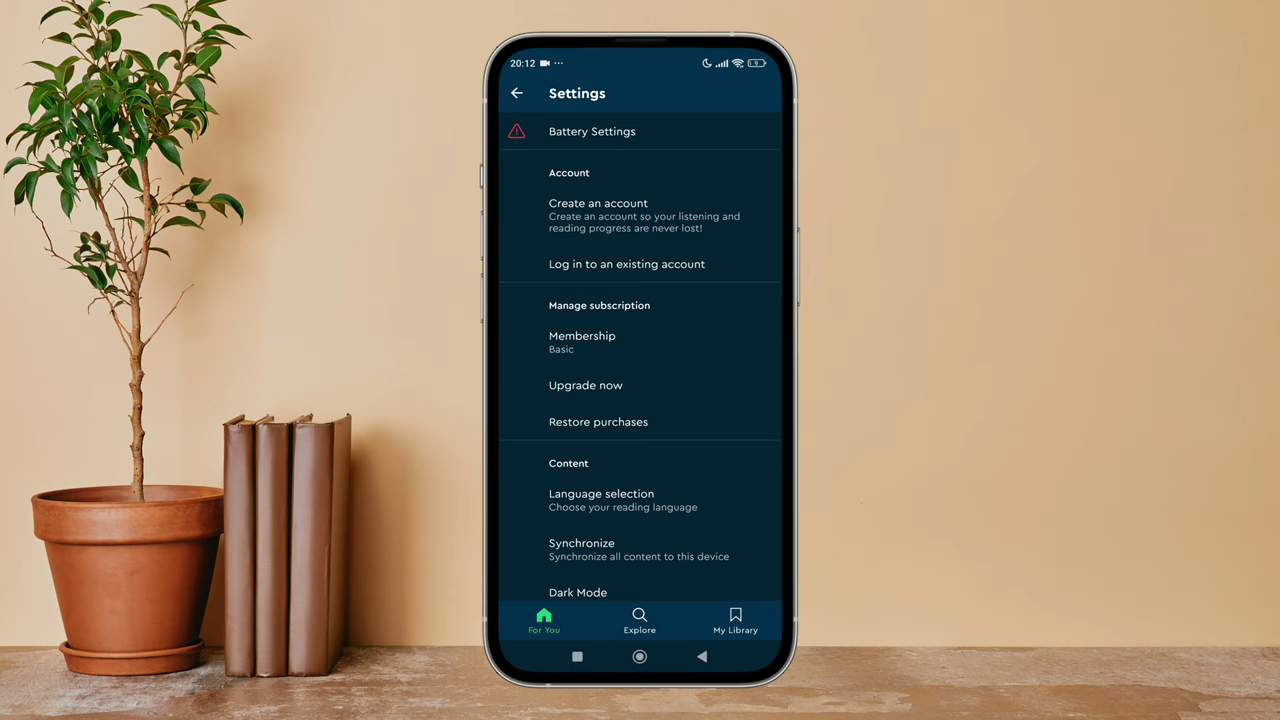 20:12
Settings
Battery Settings
Account
Create an account
Create an account so your listening and
reading progress are never lost!
Log in to an existing account
Manage subscription
Membership
Basic
Upgrade now
Restore purchases
Content
Language selection
Choose your reading language
Synchronize
Synchronize all content to this device
Dark Mode
For You
Explore
My Library